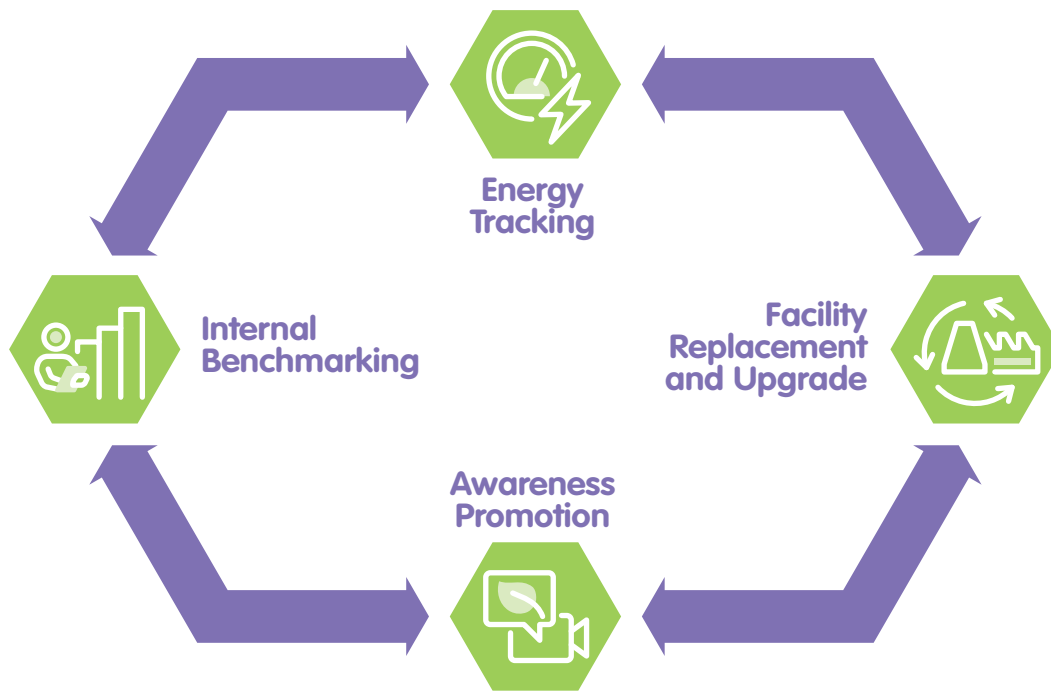 Energy
Tracking
Internal
Benchmarking
Facility
Replacement
and Upgrade
Awareness
Promotion